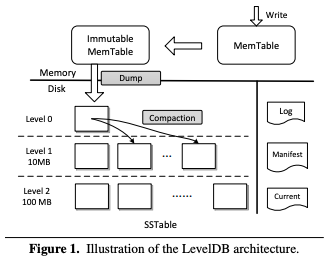 Write
Immutable
MemTable
MemTable
Memory
Dump
Disk
Level 0
Compaction
Log
Level 1
10MB
...
Manifest
Level 2
100 MB
......
Current
SSTable
Figure 1. Illustration of the LevelDB architecture.